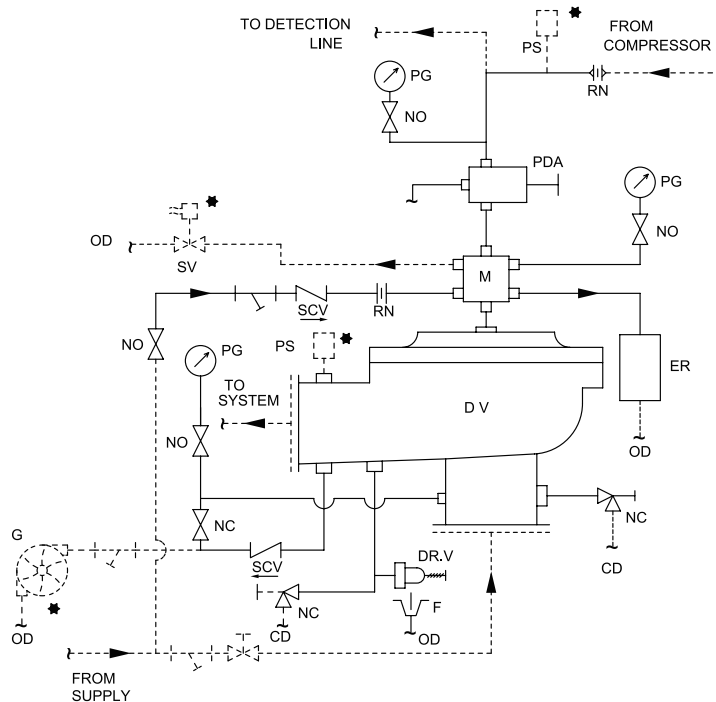 TO DETECTION
LINE
PS
FROM
COMPRESSOR
PG
RN
NO
PDA
PG
NO
OD
SV
M
SCV
RN
NO
PG
PS
ER
TO
SYSTEM
D V
NO
OD
NC
NC
G
SCV
DR.V
CD
NC
F
OD
CD
OD
FROM
SUPPLY